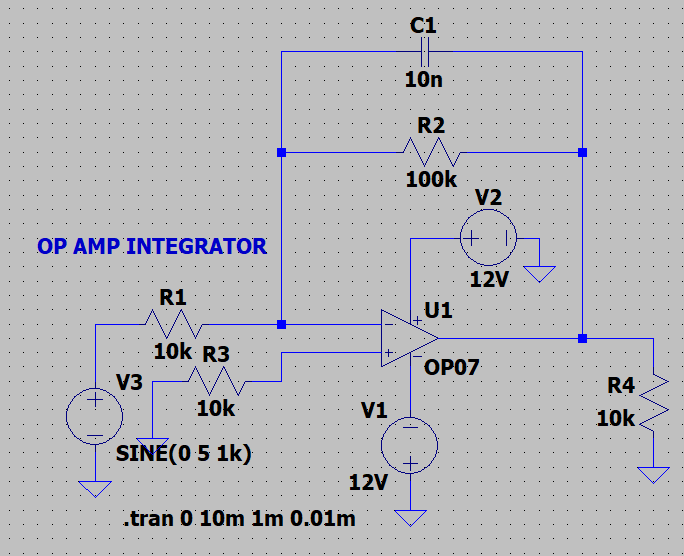 C1
10n
R2
100k
V2
12V
OP AMP INTEGRATOR
R1
10k
U1
OP07
R3
10k
V3
SINE(0 5 1k)
V1
12V
R4
10k
.tran 0 10m 1m 0.01m